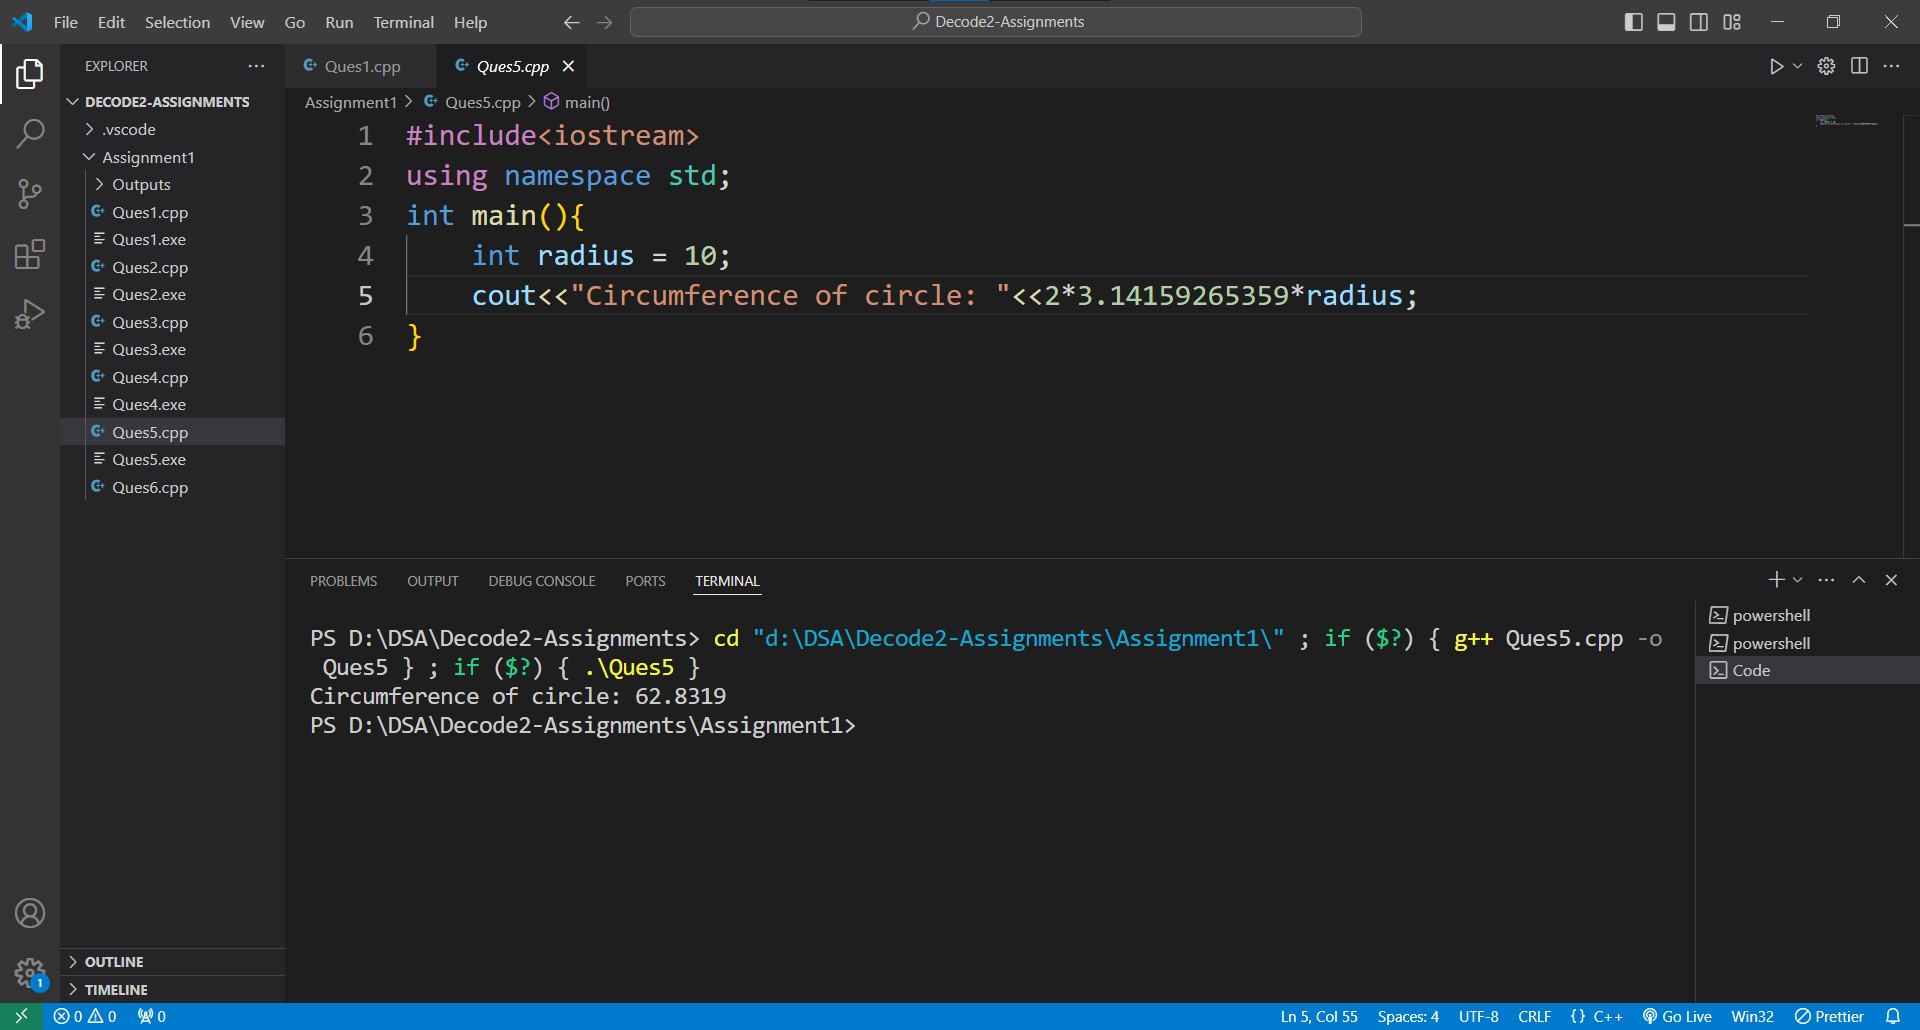 File Edit Selection View Go Run Terminal Help
Decode2-Assignments
EXPLORER
DECODE2-ASSIGNMENTS
.vscode
Assignment1
Outputs
Ques1.cpp
Ques1.exe
Ques2.cpp
Ques2.exe
Ques3.cpp
Ques3.exe
Ques4.cpp
Ques4.exe
Ques5.cpp
Ques5.exe
Ques6.cpp
OUTLINE
TIMELINE
Ques1.cpp Ques5.cpp
Assignment1 > Ques5.cpp > main()
1 #include<iostream>
2 using namespace std;
3 int main(){
4     int radius = 10;
5     cout<<"Circumference of circle: "<<2*3.14159265359*radius;
6 }
PROBLEMS OUTPUT DEBUG CONSOLE PORTS TERMINAL
PS D:\DSA\Decode2-Assignments> cd "d:\DSA\Decode2-Assignments\Assignment1\" ; if ($?) { g++ Ques5.cpp -o
Ques5 } ; if ($?) { .\Ques5 }
Circumference of circle: 62.8319
PS D:\DSA\Decode2-Assignments\Assignment1>
powershell
powershell
Code
1
0 0 0 Ln 5, Col 55 Spaces: 4 UTF-8 CRLF {} C++ Go Live Win32 Prettier